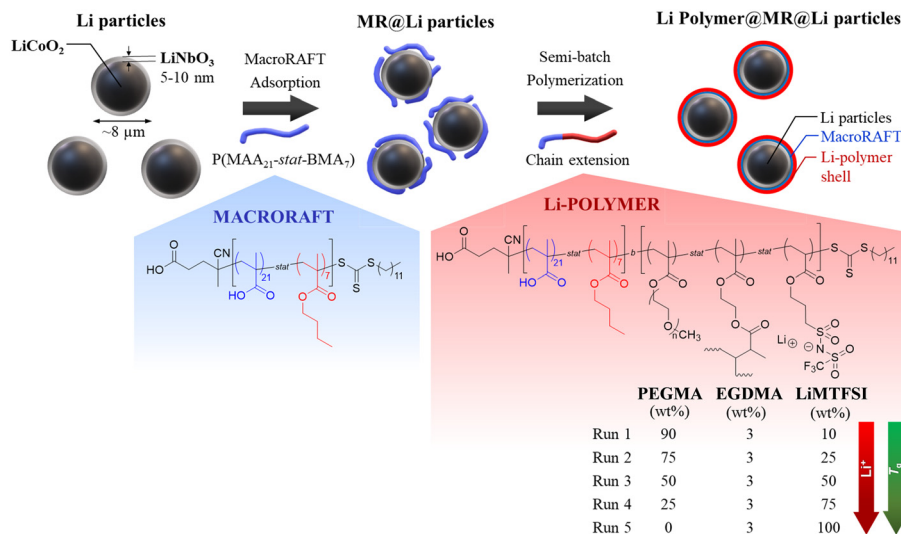 Li particles
MR@Li particles
Li Polymer@MR@Li particles
LiCoO₂
LiNbO₃
5-10 nm
~8 µm
MacroRAFT
Adsorption
P(MAA₂₁-stat-BMA₇)
Semi-batch
Polymerization
Chain extension
Li particles
MacroRAFT
Li-polymer
shell
MACRORAFT
HO
O
CN
21
stat
7
S
S
S
11
HO
O
O
O
Li-POLYMER
HO
O
CN
21
stat
7
b
stat
stat
S
S
S
11
HO
O
O
O
O
O
O
O
O
O
O
n
CH₃
O
O
Li ⊕
⊖
O
S
O
N
S
O
O
F₃C
PEGMA EGDMA LiMTFSI
(wt%) (wt%) (wt%)
Run 1 90 3 10
Run 2 75 3 25
Run 3 50 3 50
Run 4 25 3 75
Run 5 0 3 100
Li⁺
Tg